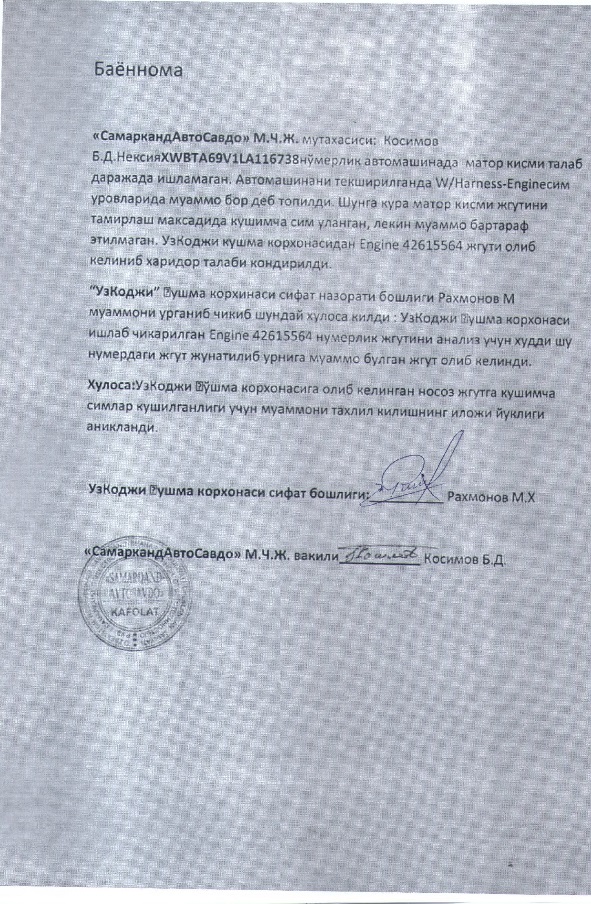 Баённома
«СамаркандАвтоСавдо» М.Ч.Ж. мутахасиси: Косимов
Б.Д.НексияXWBTA69V1LA116738нўмерлик автомашинада матор кисми талаб
даражада ишламаган. Автомашинани текширилганда W/Harness-Engineсим
уровларида муаммо бор деб топилди. Шунга кура матор кисми жгутини
тамирлаш максадида кушимча сим уланган, лекин муаммо бартараф
этилмаган. УзКоджи кушма корхонасидан Engine 42615564 жгути олиб
келиниб харидор талаби кондирилди.
"УзКоджи" ушма корхинаси сифат назорати бошлиги Рахмонов М
муаммони урганиб чикиб шундай хулоса килди : УзКоджи ушма корхонаси
ишлаб чикарилган Engine 42615564 нумерлик жгутини анализ учун худди шу
нумердаги жгут жунатилиб урнига муаммо булган жгут олиб келинди.
Хулоса:УзКоджи ўшма корхонасига олиб келинган носоз жгутга кушимча
симлар кушилганлиги учун муаммони тахлил килишнинг иложи йуклиги
аникланди.
УзКоджи ушма корхонаси сифат бошлиги: Рахмонов М.Х
«СамаркандАвтоСавдо» М.Ч.Ж. вакили Косимов Б.Д.
«SAMARQAND
AVTOSAVDO»
KAFOLAT